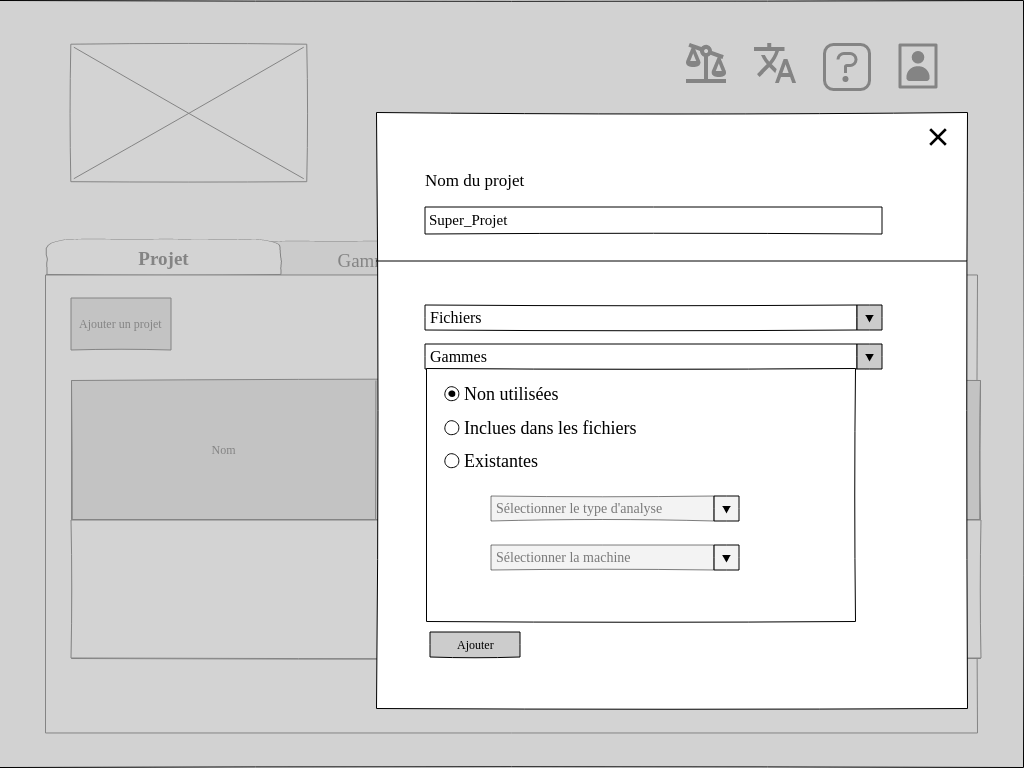 Nom du projet
Super_Projet
Projet
Gam
Ajouter un projet
Fichiers
Gammes
Non utilisées
Inclues dans les fichiers
Existantes
Nom
Sélectionner le type d'analyse
Sélectionner la machine
Ajouter